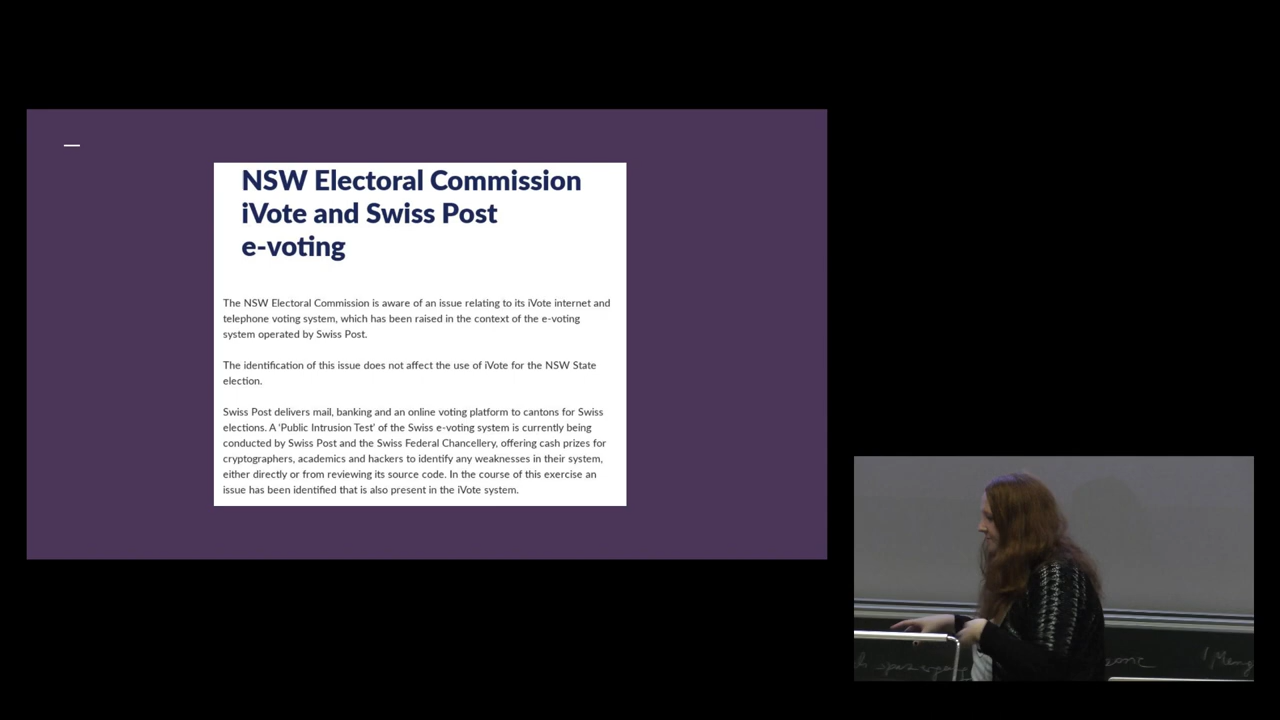 NSW Electoral Commission
iVote and Swiss Post
e-voting
The NSW Electoral Commission is aware of an issue relating to its iVote internet and
telephone voting system, which has been raised in the context of the e-voting
system operated by Swiss Post.
The identification of this issue does not affect the use of iVote for the NSW State
election.
Swiss Post delivers mail, banking and an online voting platform to cantons for Swiss
elections. A 'Public Intrusion Test' of the Swiss e-voting system is currently being
conducted by Swiss Post and the Swiss Federal Chancellery, offering cash prizes for
cryptographers, academics and hackers to identify any weaknesses in their system,
either directly or from reviewing its source code. In the course of this exercise an
issue has been identified that is also present in the iVote system.